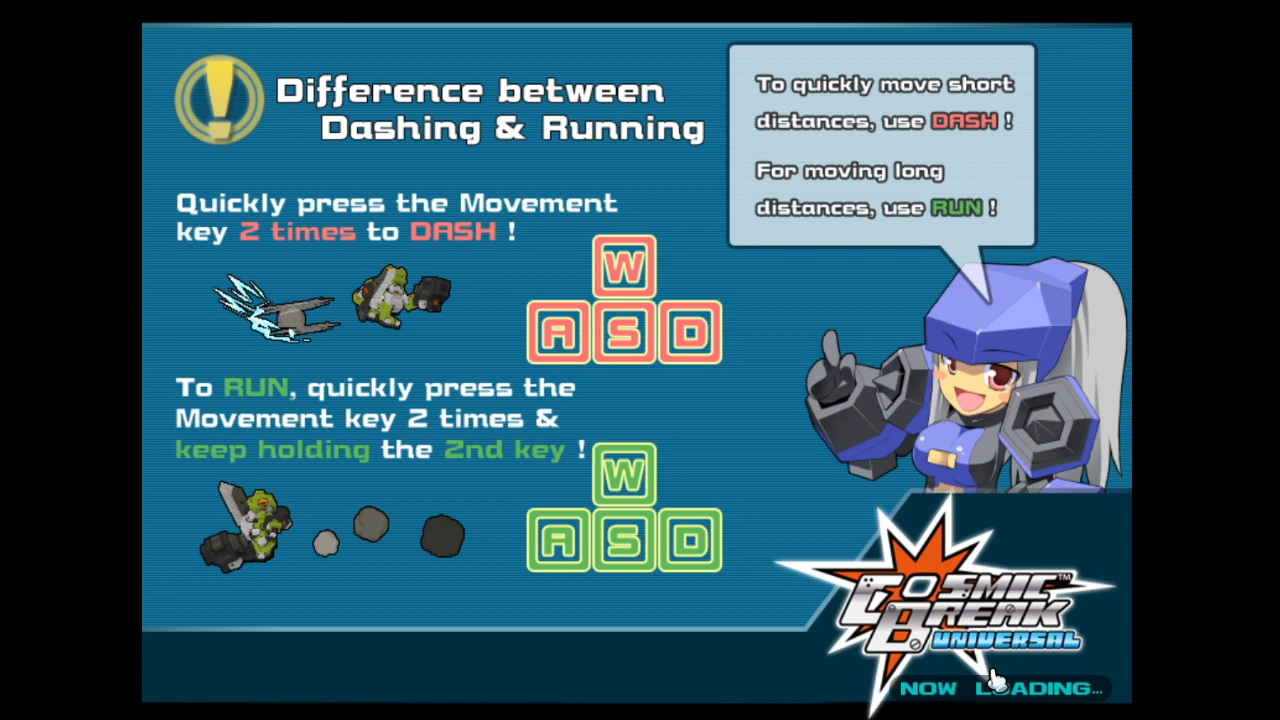 Difference between
Dashing & Running
To quickly move short
distances, use DASH !
For moving long
distances, use RUN !
Quickly press the Movement
key 2 times to DASH !
W
A S D
To RUN, quickly press the
Movement key 2 times &
keep holding the 2nd key !
W
A S D
COSMIC™
BREAK
UNIVERSAL
NOW LOADING...